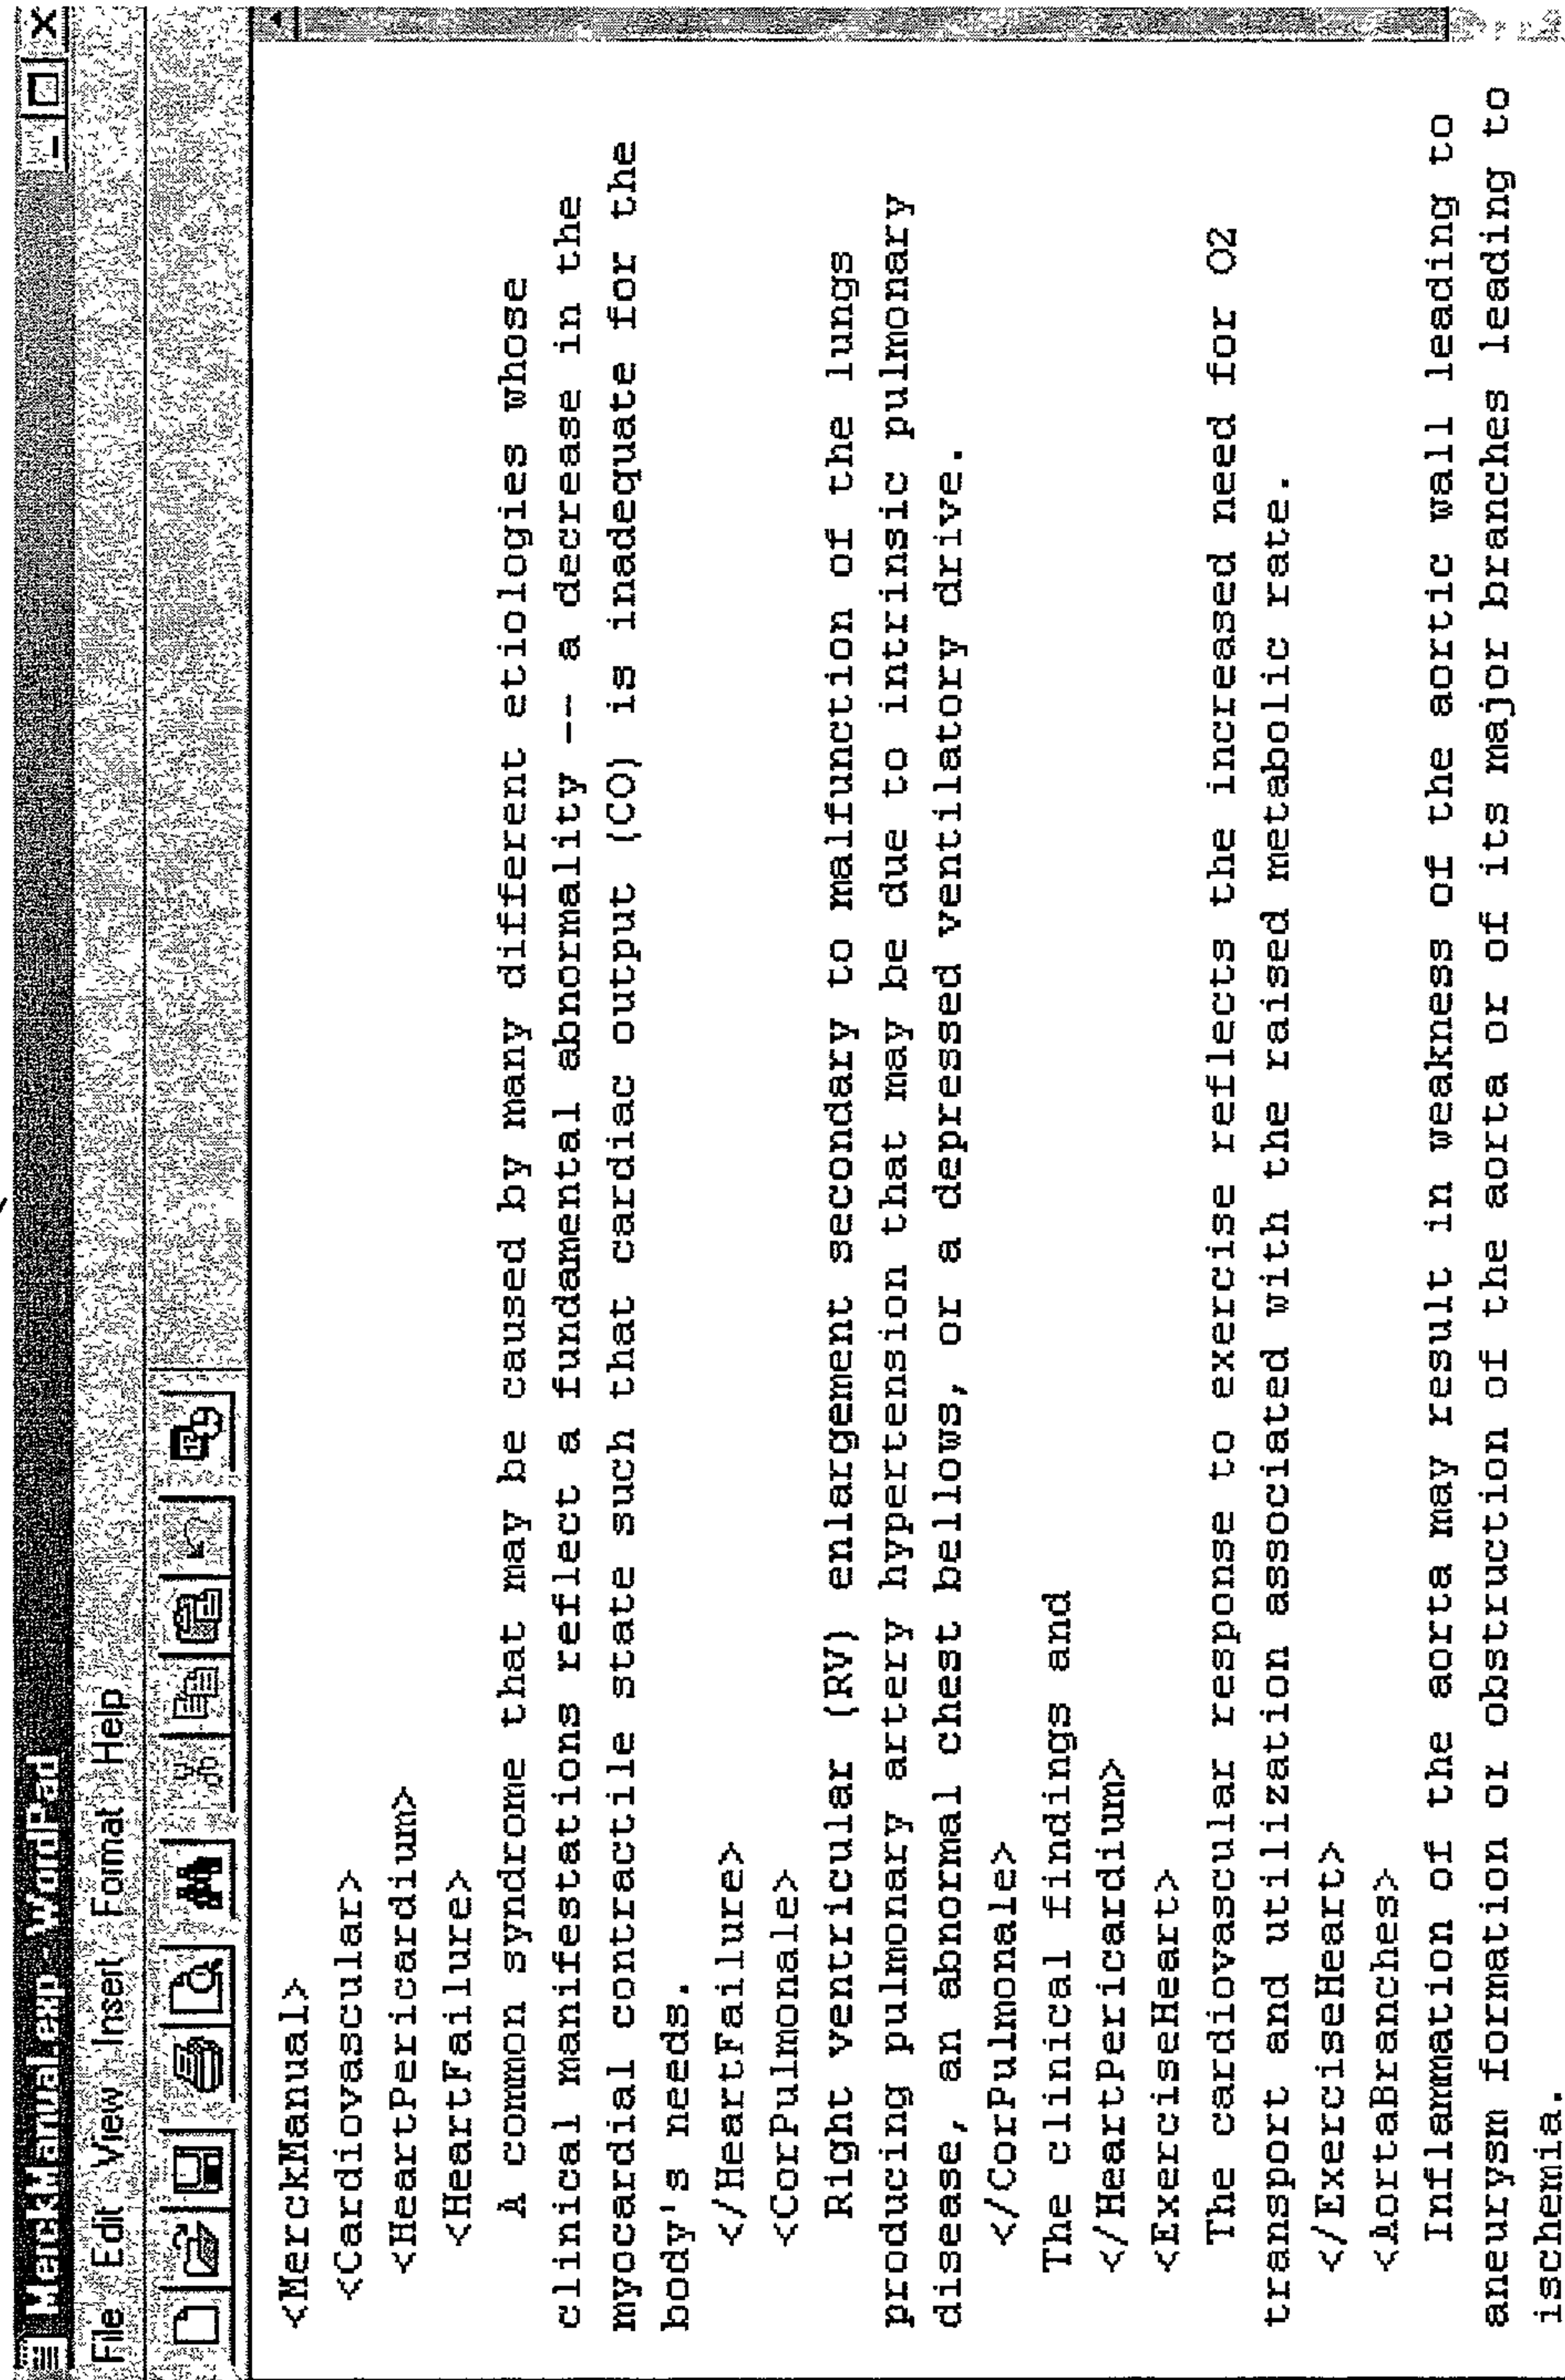 MerckManual.exp - WordPad
File Edit View Insert Format Help
<MerckManual>
<Cardiovascular>
<HeartPericardium>
<HeartFailure>
A common syndrome that may be caused by many different etiologies whose
clinical manifestations reflect a fundamental abnormality -- a decrease in the
myocardial contractile state such that cardiac output (CO) is inadequate for the
body's needs.
</HeartFailure>
<CorPulmonale>
Right ventricular (RV) enlargement secondary to malfunction of the lungs
producing pulmonary artery hypertension that may be due to intrinsic pulmonary
disease, an abnormal chest bellows, or a depressed ventilatory drive.
</CorPulmonale>
The clinical findings and
</HeartPericardium>
<ExerciseHeart>
The cardiovascular response to exercise reflects the increased need for O2
transport and utilization associated with the raised metabolic rate.
</ExerciseHeart>
<AortaBranches>
Inflammation of the aorta may result in weakness of the aortic wall leading to
aneurysm formation or obstruction of the aorta or of its major branches leading to
ischemia.